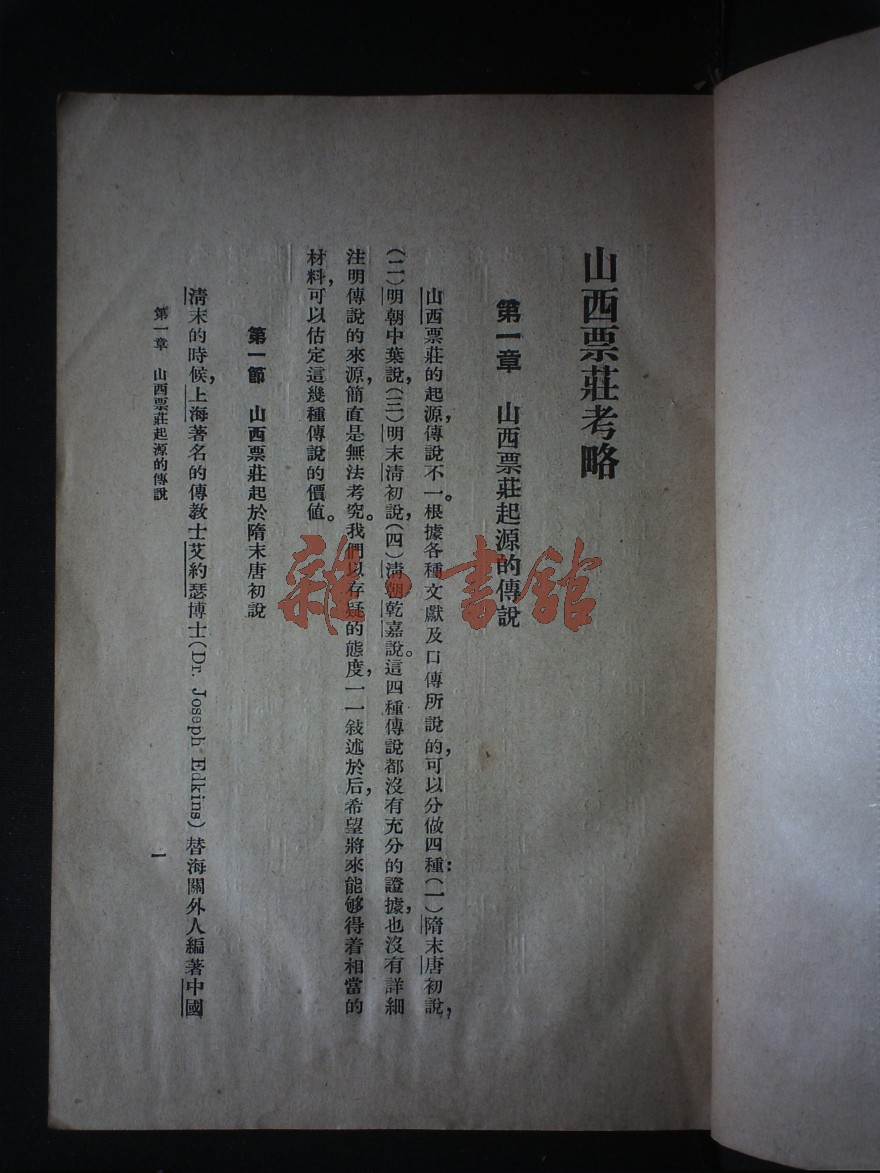 山西票莊考略
第一章　山西票莊起源的傳說
山西票莊的起源，傳說不一。根據各種文獻及口傳所說的，可以分做四種：(一)隋末唐初說，
(二)明朝中葉說，(三)明末清初說，(四)清朝乾嘉說。這四種傳說都沒有充分的證據，也沒有詳細
注明傳說的來源，簡直是無法考究。我們以存疑的態度，一一敍述於后，希望將來能够得着相當的
材料，可以估定這幾種傳說的價値。
第一節　山西票莊起於隋末唐初說
清末的時候，上海著名的傳教士艾約瑟博士(Dr. Joseph Edkins)替海關外人編著中國
第一章　山西票莊起源的傳說
一
雜·書館